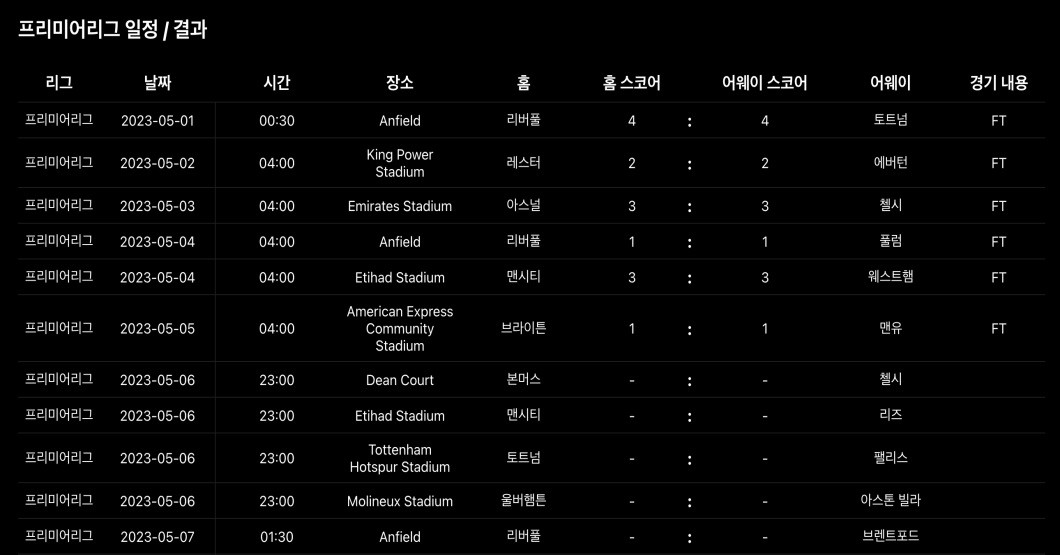 프리미어리그 일정 / 결과
리그 날짜 시간 장소 홈 홈 스코어 어웨이 스코어 어웨이 경기 내용
프리미어리그 2023-05-01 00:30 Anfield 리버풀 4 : 4 토트넘 FT
프리미어리그 2023-05-02 04:00 King Power Stadium 레스터 2 : 2 에버턴 FT
프리미어리그 2023-05-03 04:00 Emirates Stadium 아스널 3 : 3 첼시 FT
프리미어리그 2023-05-04 04:00 Anfield 리버풀 1 : 1 풀럼 FT
프리미어리그 2023-05-04 04:00 Etihad Stadium 맨시티 3 : 3 웨스트햄 FT
프리미어리그 2023-05-05 04:00 American Express Community Stadium 브라이튼 1 : 1 맨유 FT
프리미어리그 2023-05-06 23:00 Dean Court 본머스 - : - 첼시
프리미어리그 2023-05-06 23:00 Etihad Stadium 맨시티 - : - 리즈
프리미어리그 2023-05-06 23:00 Tottenham Hotspur Stadium 토트넘 - : - 팰리스
프리미어리그 2023-05-06 23:00 Molineux Stadium 울버햄튼 - : - 아스톤 빌라
프리미어리그 2023-05-07 01:30 Anfield 리버풀 - : - 브렌트포드